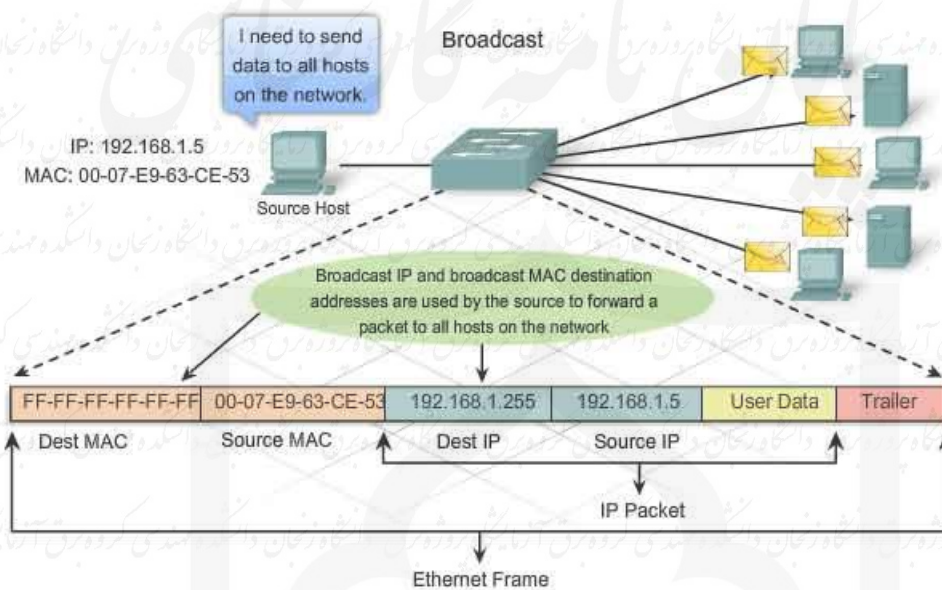 I need to send
data to all hosts
on the network.
Broadcast
IP: 192.168.1.5
MAC: 00-07-E9-63-CE-53
Source Host
Broadcast IP and broadcast MAC destination
addresses are used by the source to forward a
packet to all hosts on the network
FF-FF-FF-FF-FF-FF 00-07-E9-63-CE-53 192.168.1.255 192.168.1.5 User Data Trailer
Dest MAC Source MAC Dest IP Source IP
IP Packet
Ethernet Frame